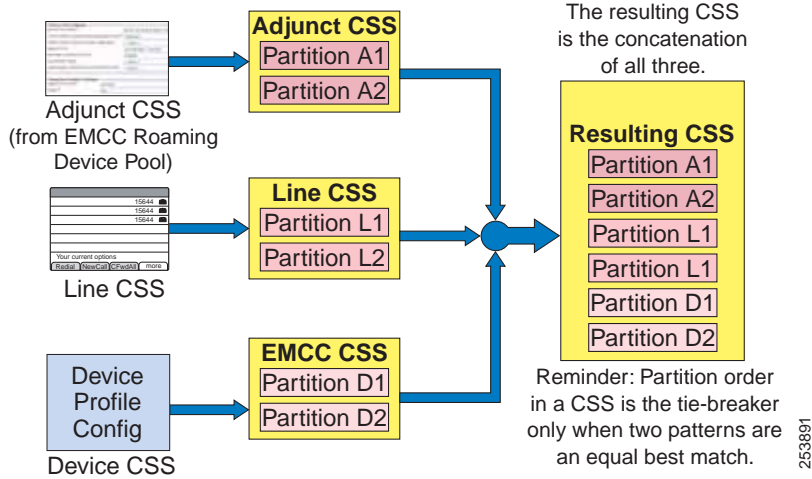 Adjunct CSS
(from EMCC Roaming
Device Pool)
Adjunct CSS
Partition A1
Partition A2
15644
15644
15644
Your current options
Redial NewCall CFwdAll more
Line CSS
Line CSS
Partition L1
Partition L2
Device
Profile
Config
Device CSS
EMCC CSS
Partition D1
Partition D2
The resulting CSS
is the concatenation
of all three.
Resulting CSS
Partition A1
Partition A2
Partition L1
Partition L1
Partition D1
Partition D2
Reminder: Partition order
in a CSS is the tie-breaker
only when two patterns are
an equal best match.
253891